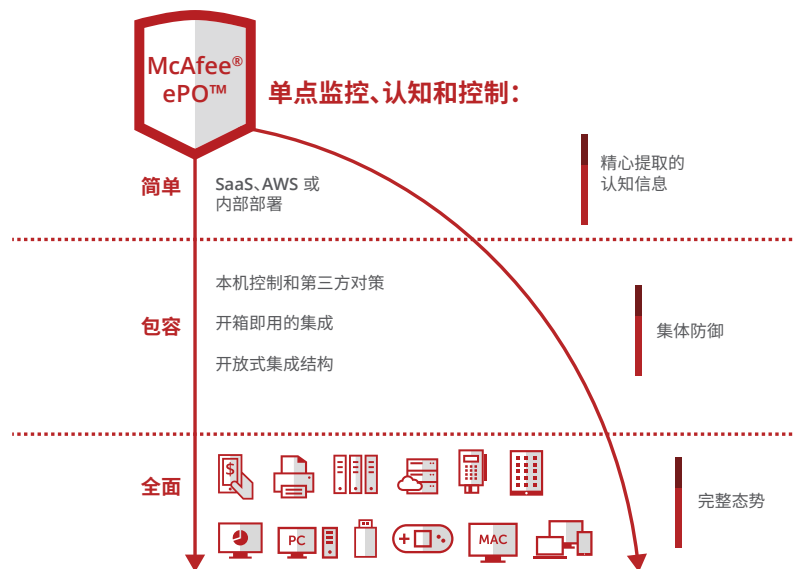 McAfee®
ePO™
单点监控、认知和控制：
简单
SaaS、AWS 或
内部部署
精心提取的
认知信息
包容
本机控制和第三方对策
开箱即用的集成
开放式集成结构
集体防御
全面
$
完整态势
PC
MAC